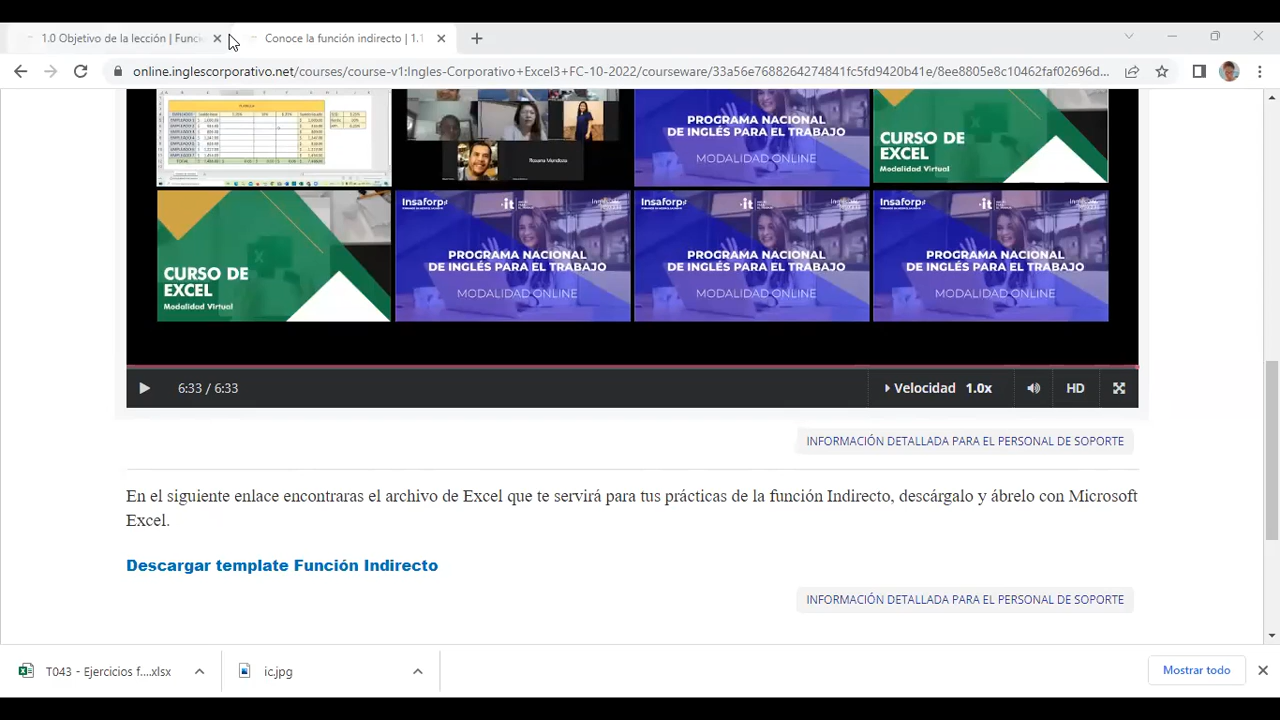 1.0 Objetivo de la lección | Funci
Conoce la función indirecto | 1.1
online.inglescorporativo.net/courses/course-v1:Ingles-Corporativo+Excel3+FC-10-2022/courseware/33a56e7688264274841fc5fd9420b41e/8ee8805e8c10462faf02696d...
Roxana Mendoza
PROGRAMA NACIONAL
DE INGLÉS PARA EL TRABAJO
MODALIDAD ONLINE
CURSO DE
EXCEL
Modalidad Virtual
CURSO DE
EXCEL
Modalidad Virtual
Insaforp
PROGRAMA NACIONAL
DE INGLÉS PARA EL TRABAJO
MODALIDAD ONLINE
Insaforp
PROGRAMA NACIONAL
DE INGLÉS PARA EL TRABAJO
MODALIDAD ONLINE
Insaforp
PROGRAMA NACIONAL
DE INGLÉS PARA EL TRABAJO
MODALIDAD ONLINE
6:33 / 6:33
Velocidad 1.0x
HD
INFORMACIÓN DETALLADA PARA EL PERSONAL DE SOPORTE
En el siguiente enlace encontraras el archivo de Excel que te servirá para tus prácticas de la función Indirecto, descárgalo y ábrelo con Microsoft
Excel.
Descargar template Función Indirecto
INFORMACIÓN DETALLADA PARA EL PERSONAL DE SOPORTE
T043 - Ejercicios f....xlsx
ic.jpg
Mostrar todo